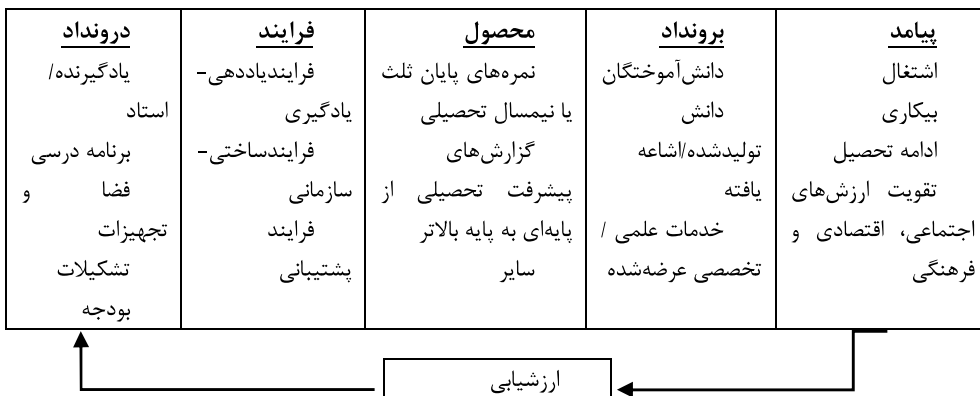 درونداد
یادگیرنده/
استاد
برنامه درسی
فضا و
تجهیزات
تشکیلات
بودجه
فرایند
فرایندیاددهی-
یادگیری
فرایندساختی-
سازمانی
فرایند
پشتیبانی
محصول
نمره‌های پایان ثلث
یا نیمسال تحصیلی
گزارش‌های
پیشرفت تحصیلی از
پایه‌ای به پایه بالاتر
سایر
برونداد
دانش‌آموختگان
دانش
تولیدشده/اشاعه
یافته
خدمات علمی /
تخصصی عرضه‌شده
پیامد
اشتغال
بیکاری
ادامه تحصیل
تقویت ارزش‌های
اجتماعی، اقتصادی و
فرهنگی
ارزشیابی